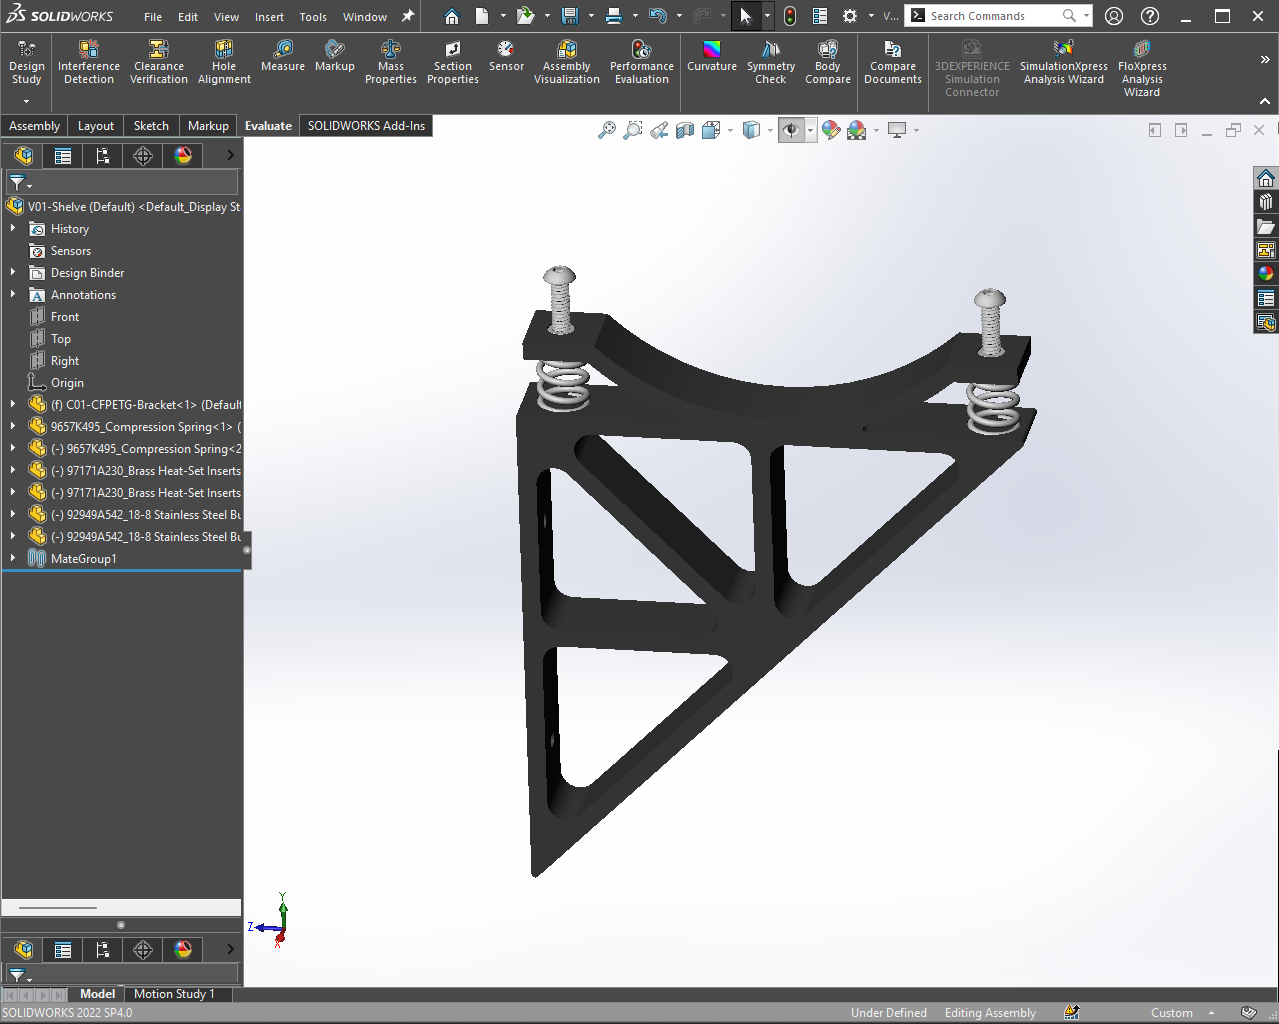 SOLIDWORKS File Edit View Insert Tools SOLIDWORKS Window V... Search Commands
Design Study
Interference Detection
Clearance Verification
Hole Alignment
Measure
Markup
Mass Properties
Section Properties
Sensor
Assembly Visualization
Performance Evaluation
Curvature
Symmetry Check
Body Compare
Compare Documents
3DEXPERIENCE Simulation Connector
SimulationXpress Analysis Wizard
FloXpress Analysis Wizard
Assembly Layout Sketch Markup Evaluate SOLIDWORKS Add-Ins
V01-Shelve (Default) <Default_Display St
History
Sensors
Design Binder
Annotations
Front
Top
Right
Origin
(f) C01-CFPETG-Bracket<1> (Default
9657K495_Compression Spring<1> (
(-) 9657K495_Compression Spring<2
(-) 97171A230_Brass Heat-Set Inserts
(-) 97171A230_Brass Heat-Set Inserts
(-) 92949A542_18-8 Stainless Steel Bu
(-) 92949A542_18-8 Stainless Steel Bu
MateGroup1
Y
Z
X
Model Motion Study 1
SOLIDWORKS 2022 SP4.0 Under Defined Editing Assembly Custom